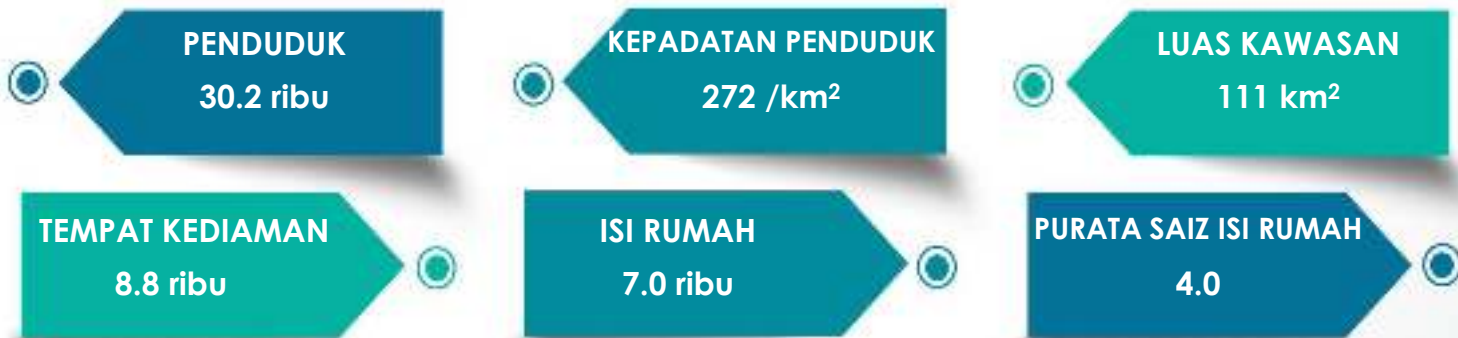 PENDUDUK
30.2 ribu
KEPADATAN PENDUDUK
272 /km²
LUAS KAWASAN
111 km²
TEMPAT KEDIAMAN
8.8 ribu
ISI RUMAH
7.0 ribu
PURATA SAIZ ISI RUMAH
4.0